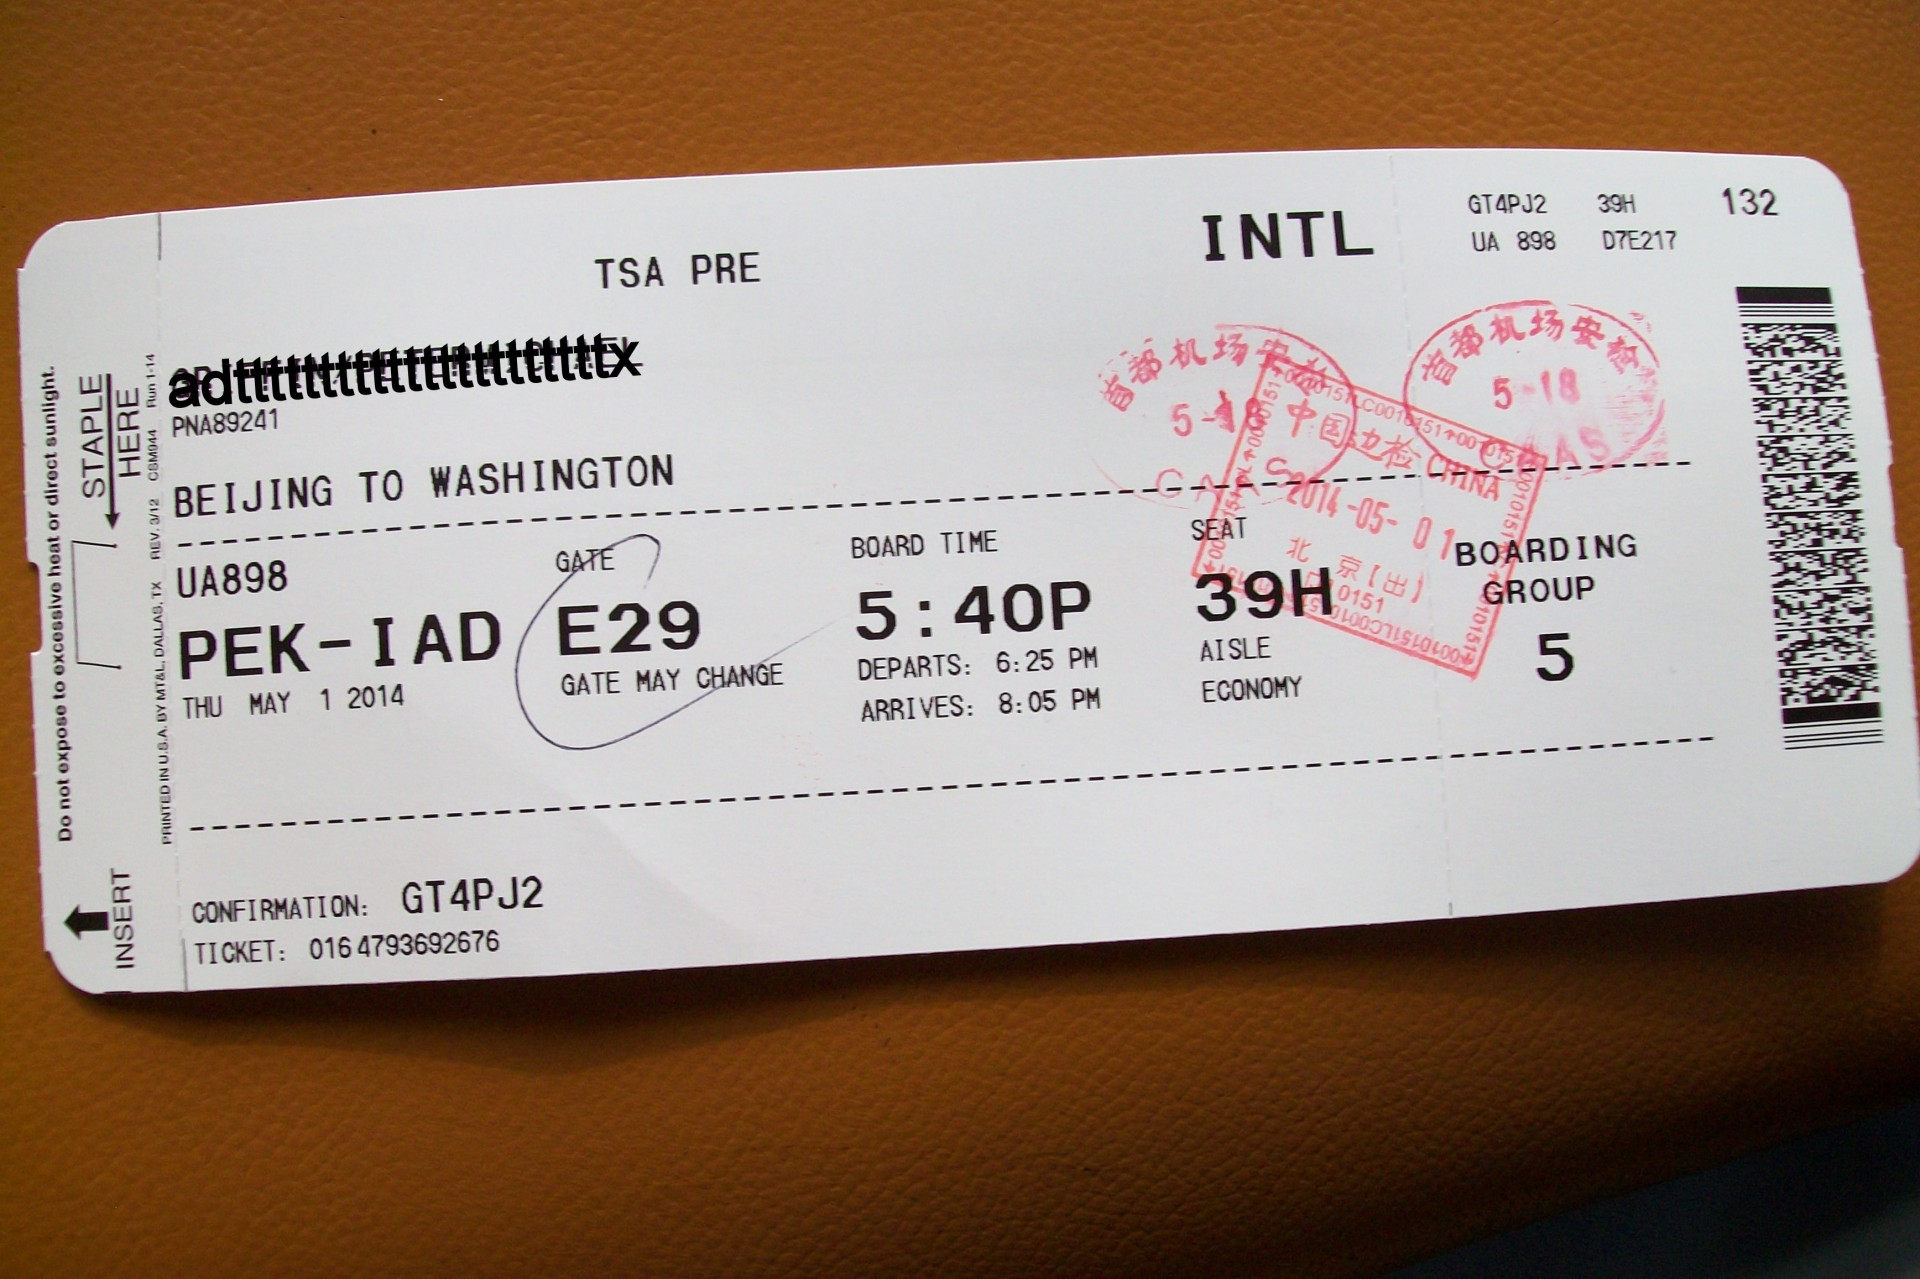 TSA PRE
INTL
GT4PJ2 39H 132
UA 898 D7E217
adttttttttttttttttttttttttttx
PNA89241
BEIJING TO WASHINGTON
UA898
PEK-IAD
THU MAY 1 2014
GATE
E29
GATE MAY CHANGE
BOARD TIME
5:40P
DEPARTS: 6:25 PM
ARRIVES: 8:05 PM
SEAT
39H
AISLE
ECONOMY
BOARDING
GROUP
5
CONFIRMATION: GT4PJ2
TICKET: 016 4793692676
首都机场安
5-18
首都机场安检
5-18
中国边检 CHINA
2014-05-01
北京(出)
0151
STAPLE
HERE
INSERT
Do not expose to excessive heat or direct sunlight.
PRINTED IN U.S.A. BY MT&L, DALLAS, TX REV. 3/12 CSM944 Run 1-14